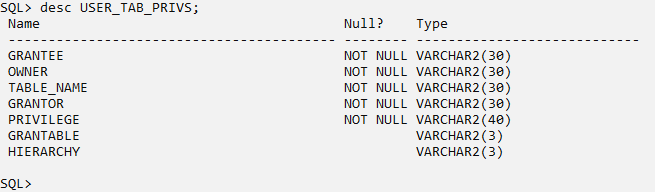 SQL> desc USER_TAB_PRIVS;
Name Null? Type
----------------------------------------- -------- ----------------------------
GRANTEE NOT NULL VARCHAR2(30)
OWNER NOT NULL VARCHAR2(30)
TABLE_NAME NOT NULL VARCHAR2(30)
GRANTOR NOT NULL VARCHAR2(30)
PRIVILEGE NOT NULL VARCHAR2(40)
GRANTABLE VARCHAR2(3)
HIERARCHY VARCHAR2(3)
SQL>